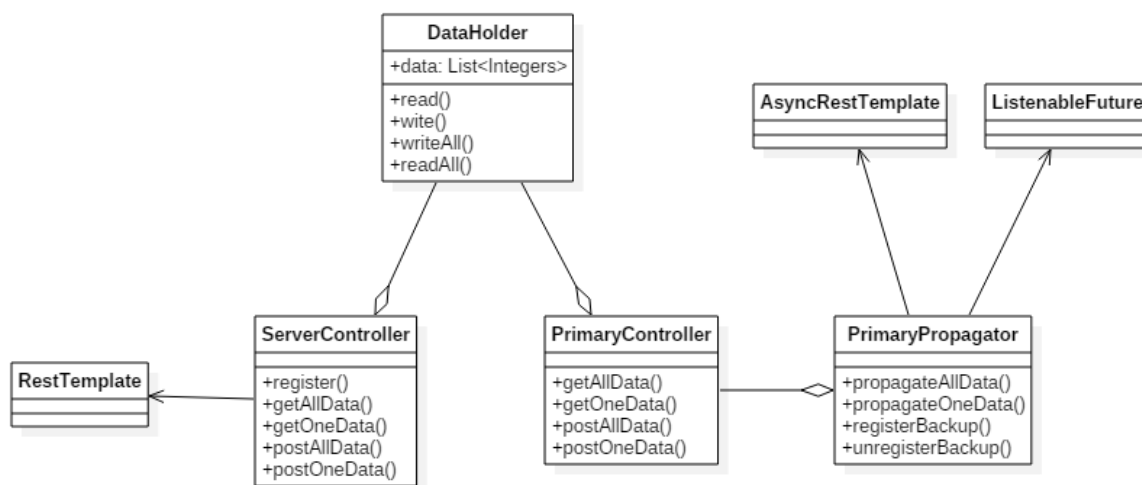 DataHolder
+data: List<Integers>
+read()
+wite()
+writeAll()
+readAll()
AsyncRestTemplate
ListenableFuture
RestTemplate
ServerController
+register()
+getAllData()
+getOneData()
+postAllData()
+postOneData()
PrimaryController
+getAllData()
+getOneData()
+postAllData()
+postOneData()
PrimaryPropagator
+propagateAllData()
+propagateOneData()
+registerBackup()
+unregisterBackup()